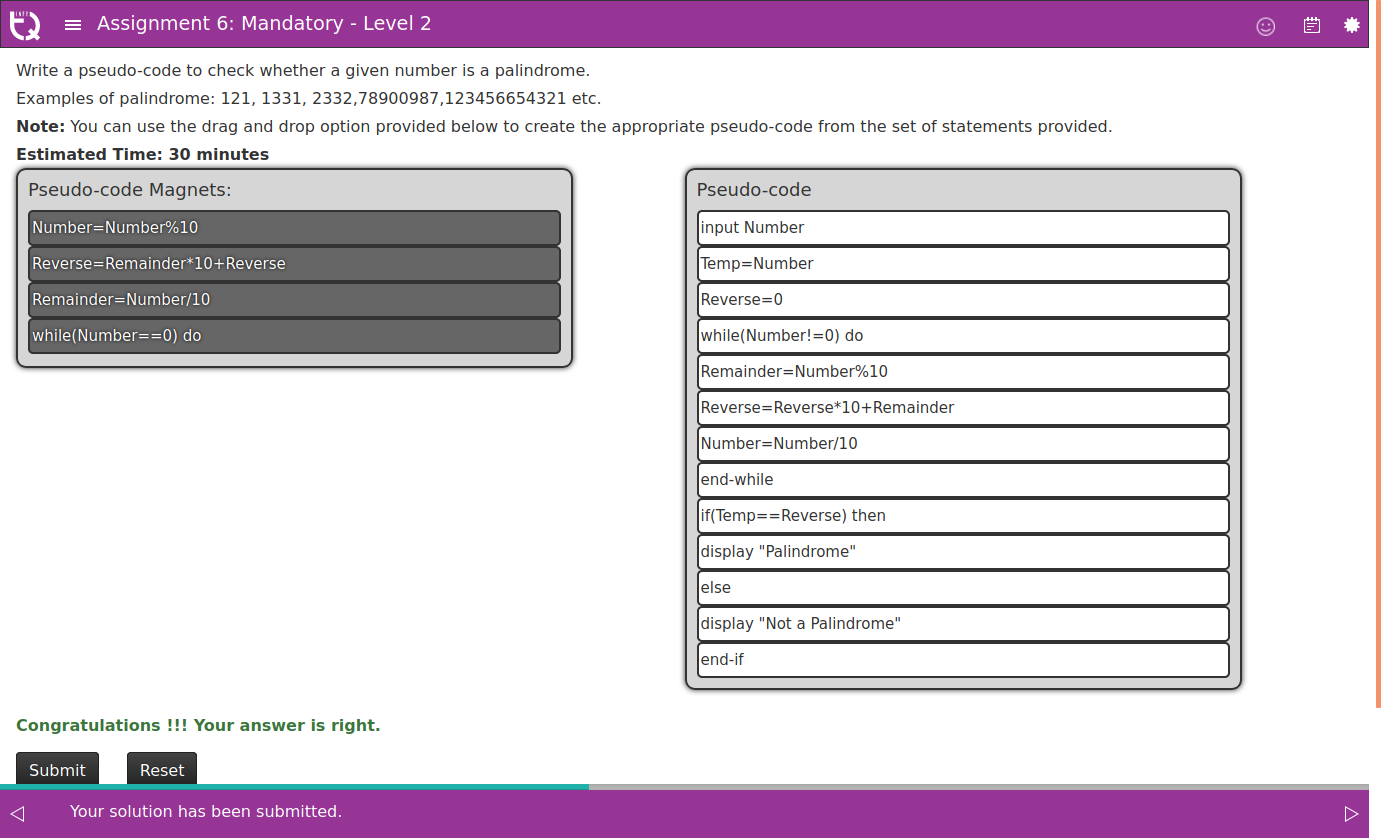 Assignment 6: Mandatory - Level 2
Write a pseudo-code to check whether a given number is a palindrome.
Examples of palindrome: 121, 1331, 2332,78900987,123456654321 etc.
Note: You can use the drag and drop option provided below to create the appropriate pseudo-code from the set of statements provided.
Estimated Time: 30 minutes
Pseudo-code Magnets:
Number=Number%10
Reverse=Remainder*10+Reverse
Remainder=Number/10
while(Number==0) do
Pseudo-code
input Number
Temp=Number
Reverse=0
while(Number!=0) do
Remainder=Number%10
Reverse=Reverse*10+Remainder
Number=Number/10
end-while
if(Temp==Reverse) then
display "Palindrome"
else
display "Not a Palindrome"
end-if
Congratulations !!! Your answer is right.
Submit
Reset
Your solution has been submitted.